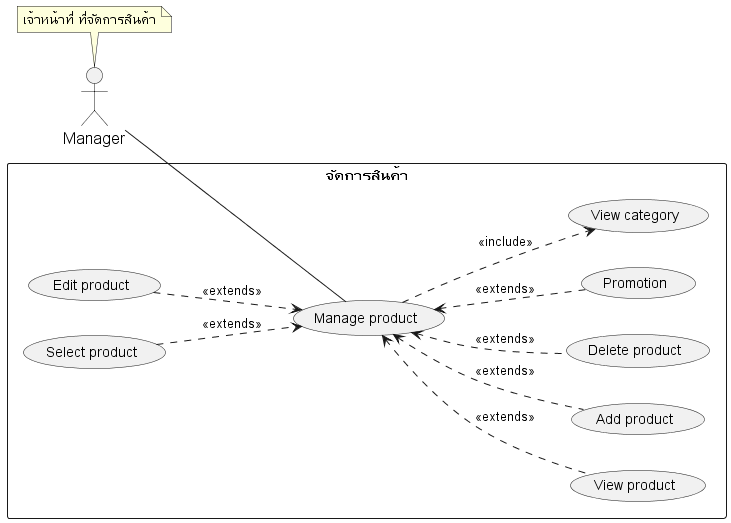 เจ้าหน้าที่ ที่จัดการสินค้า
Manager
จัดการสินค้า
View category
«include»
Edit product
«extends»
«extends»
Promotion
Manage product
«extends»
Select product
«extends»
Delete product
«extends»
Add product
«extends»
View product